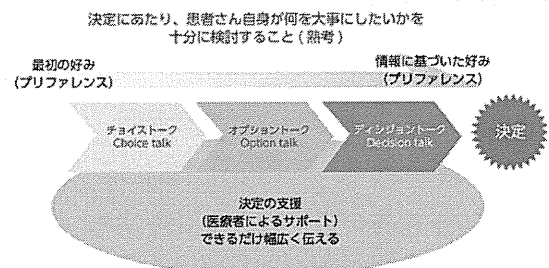 決定にあたり、患者さん自身が何を大事にしたいかを
十分に検討すること(熟考)
最初の好み
(プリファレンス)
情報に基づいた好み
(プリファレンス)
チョイストーク
Choice talk
オプショントーク
Option talk
ディシジョントーク
Decision talk
決定
決定の支援
(医療者によるサポート)
できるだけ幅広く伝える